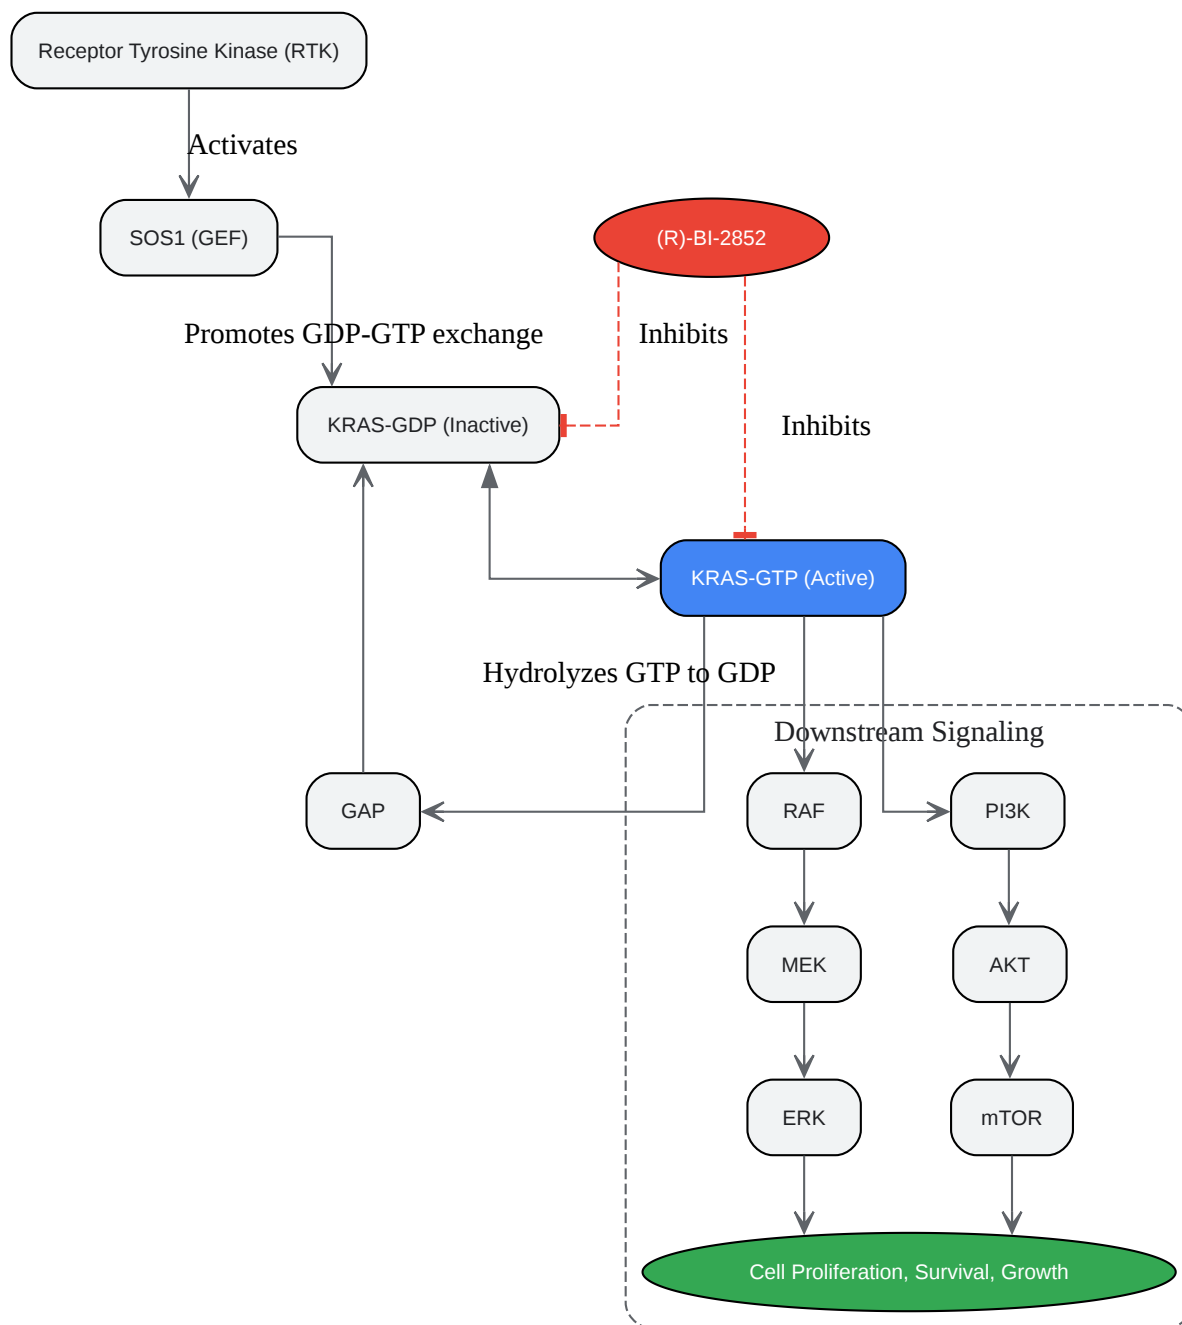 Receptor Tyrosine Kinase (RTK)
Activates
SOS1 (GEF)
(R)-BI-2852
Promotes GDP-GTP exchange
Inhibits
KRAS-GDP (Inactive)
Inhibits
KRAS-GTP (Active)
Hydrolyzes GTP to GDP
Downstream Signaling
GAP
RAF
PI3K
MEK
AKT
ERK
mTOR
Cell Proliferation, Survival, Growth